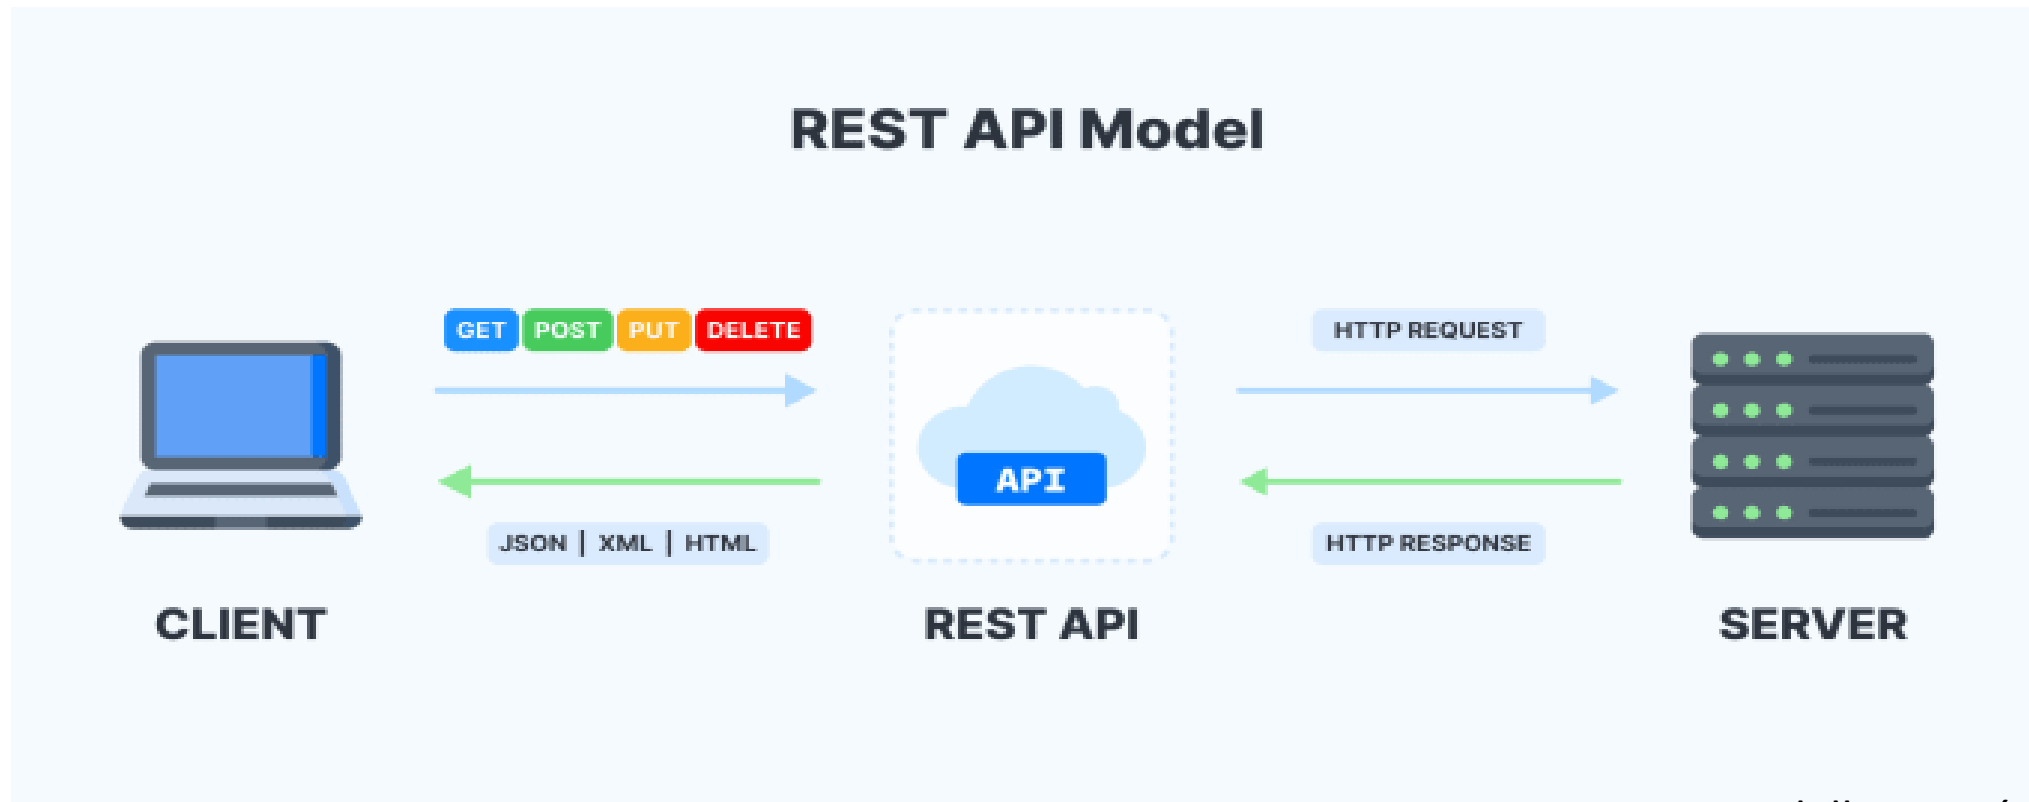 REST API Model
GET POST PUT DELETE
HTTP REQUEST
API
JSON | XML | HTML
HTTP RESPONSE
CLIENT
REST API
SERVER